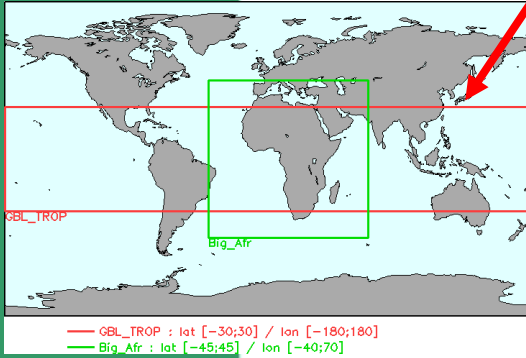 GBL_TROP
Big_Afr
GBL_TROP : lat [-30;30] / lon [-180;180]
Big_Afr : lat [-45;45] / lon [-40;70]